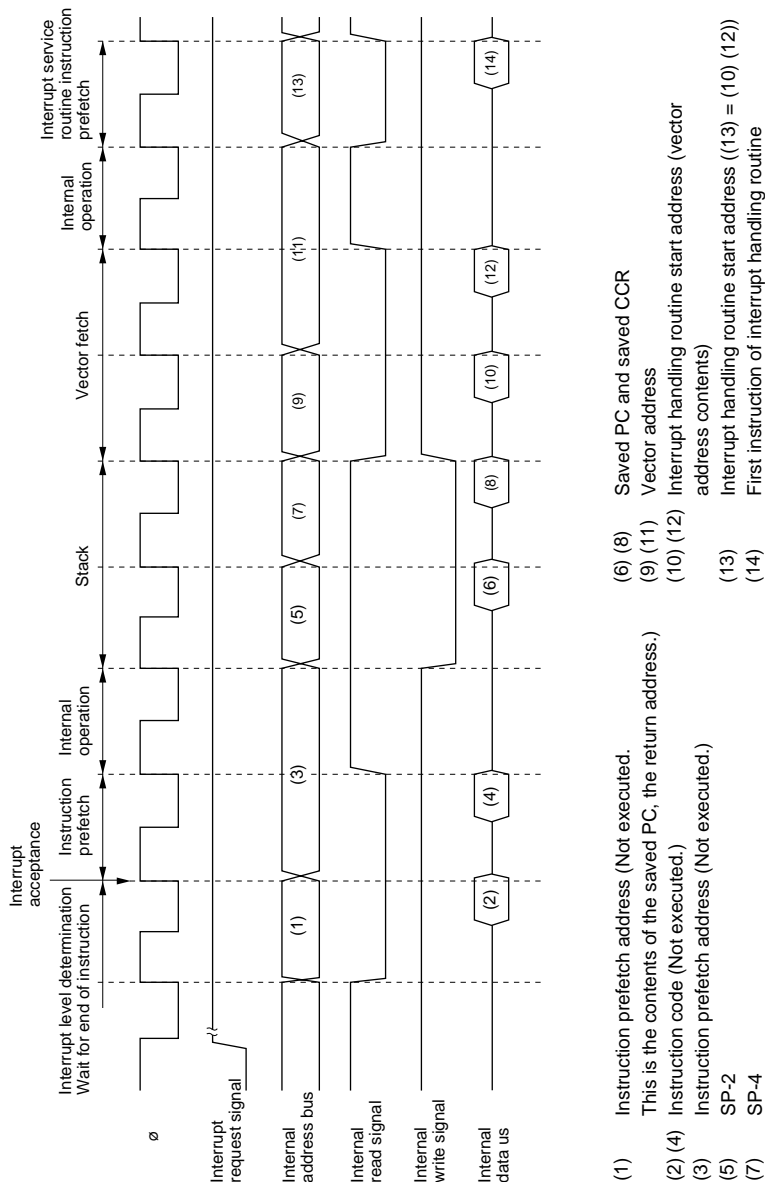 Interrupt
acceptance
Interrupt level determination
Wait for end of instruction
Instruction
prefetch
Internal
operation
Stack
Vector fetch
Internal
operation
Interrupt service
routine instruction
prefetch
ø
Interrupt
request signal
Internal
address bus
(1)
(3)
(5)
(7)
(9)
(11)
(13)
Internal
read signal
Internal
write signal
Internal
data us
(2)
(4)
(6)
(8)
(10)
(12)
(14)
(1) Instruction prefetch address (Not executed.
This is the contents of the saved PC, the return address.)
(2) (4) Instruction code (Not executed.)
(3) Instruction prefetch address (Not executed.)
(5) SP-2
(7) SP-4
(6) (8) Saved PC and saved CCR
(9) (11) Vector address
(10) (12) Interrupt handling routine start address (vector
address contents)
(13) Interrupt handling routine start address ((13) = (10) (12))
(14) First instruction of interrupt handling routine